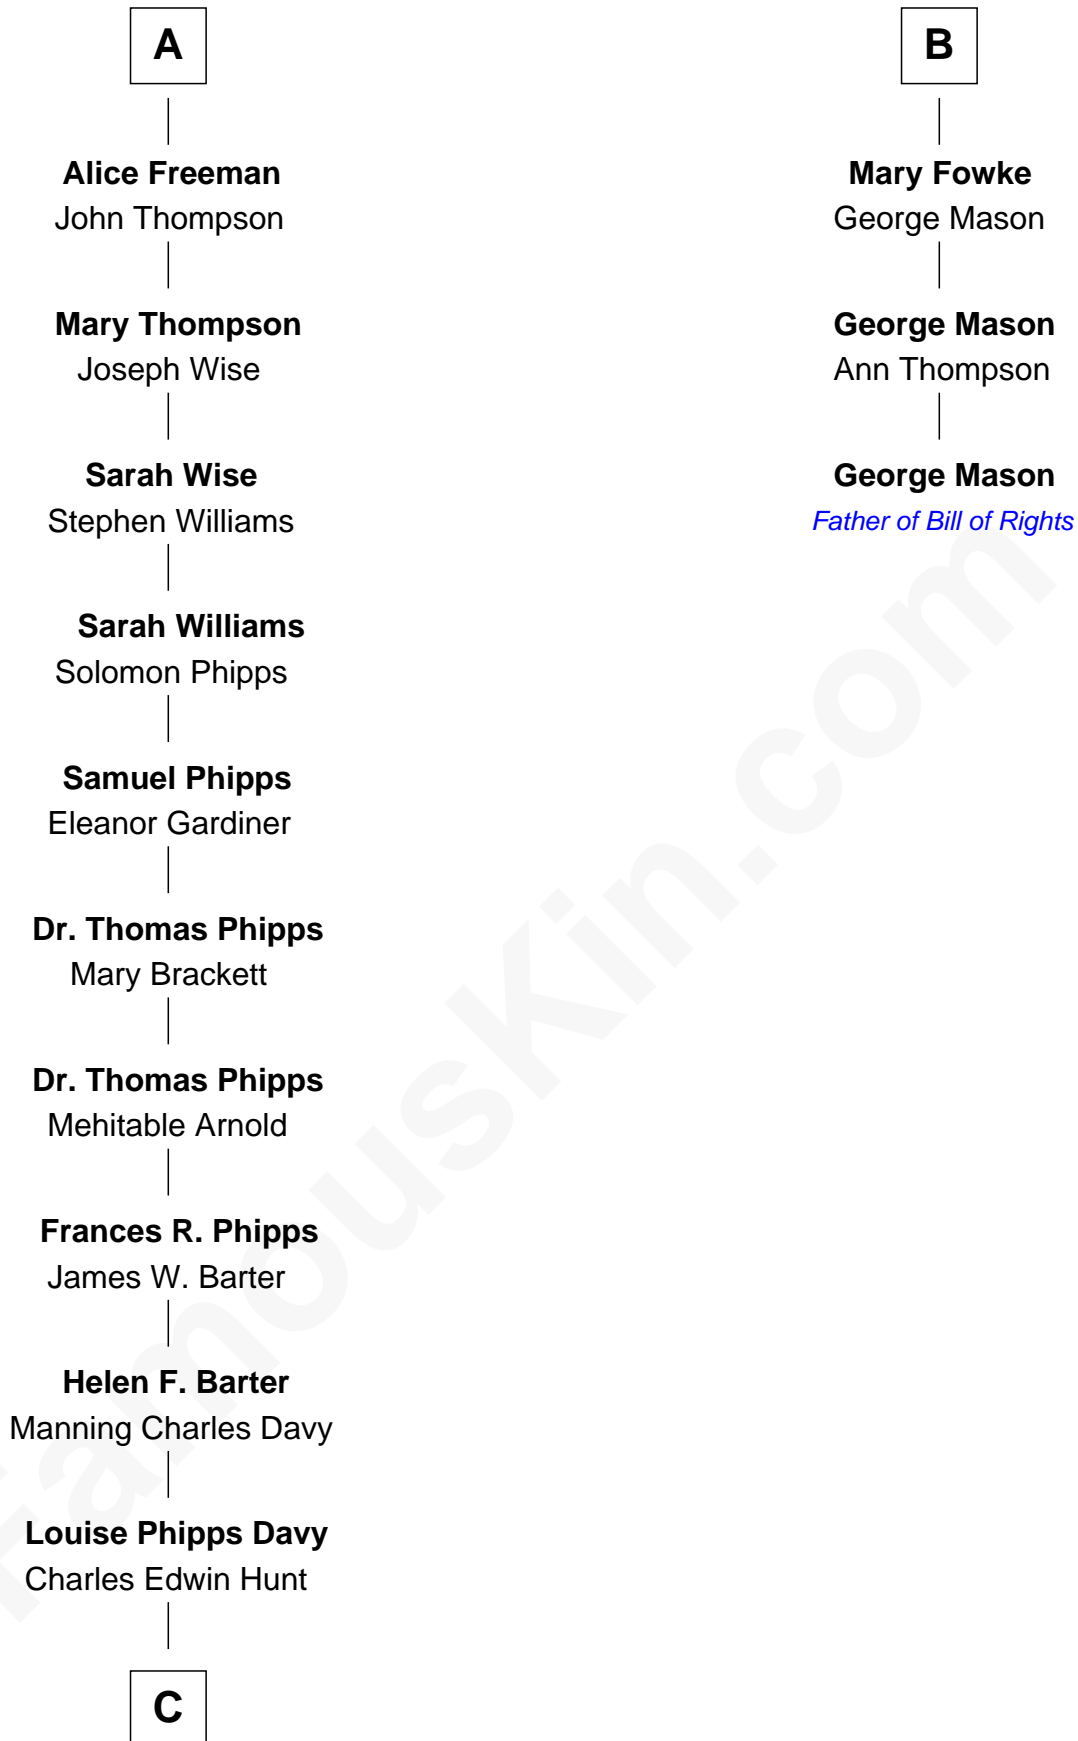 A
Alice Freeman
John Thompson
Mary Thompson
Joseph Wise
Sarah Wise
Stephen Williams
Sarah Williams
Solomon Phipps
Samuel Phipps
Eleanor Gardiner
Dr. Thomas Phipps
Mary Brackett
Dr. Thomas Phipps
Mehitable Arnold
Frances R. Phipps
James W. Barter
Helen F. Barter
Manning Charles Davy
Louise Phipps Davy
Charles Edwin Hunt
C
B
Mary Fowke
George Mason
George Mason
Ann Thompson
George Mason
Father of Bill of Rights
FamousKin.com